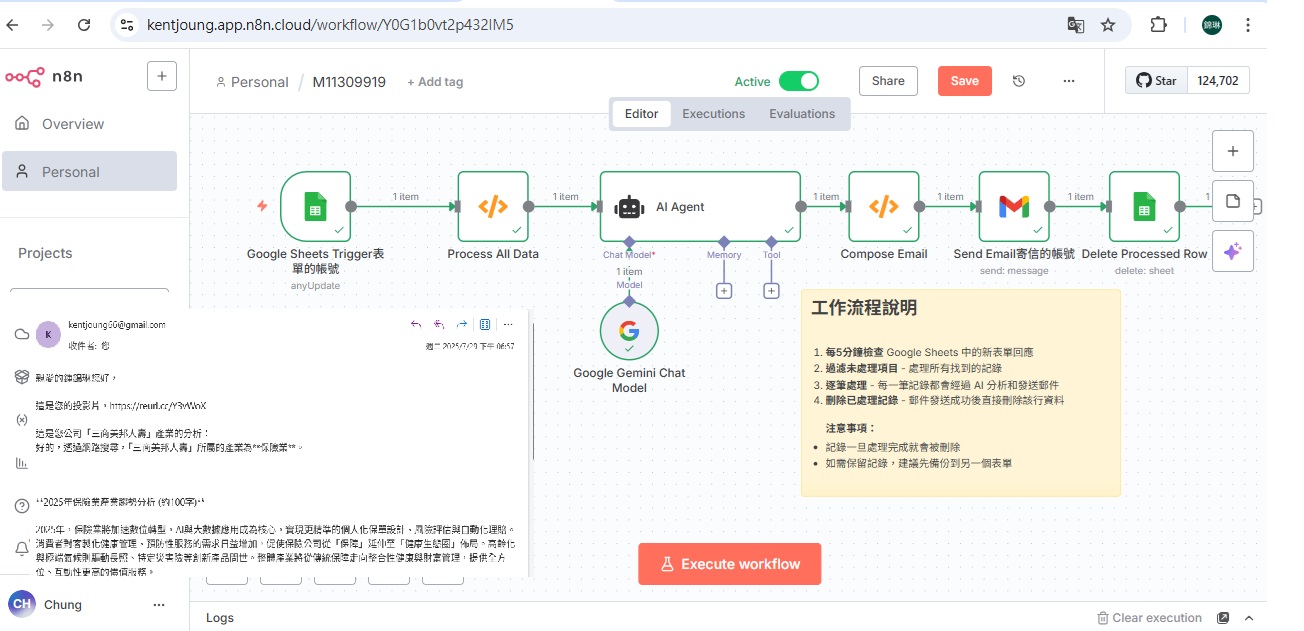 kentjoung.app.n8n.cloud/workflow/Y0G1b0vt2p432IM5
錦琳
n8n
+
Personal / M11309919 + Add tag
Active
Share
Save
Star 124,702
Editor Executions Evaluations
Overview
Personal
Projects
1 item
1 item
1 item
1 item
1 item
1
AI Agent
Google Sheets Trigger表
單的帳號
anyUpdate
Process All Data
Chat Model*
Memory
Tool
1 item
Model
Google Gemini Chat
Model
Compose Email
Send Email寄信的帳號
send: message
Delete Processed Row
delete: sheet
工作流程說明
1. 每5分鐘檢查 Google Sheets 中的新表單回應
2. 過濾未處理項目 - 處理所有找到的記錄
3. 逐筆處理 - 每一筆記錄都會經過 AI 分析和發送郵件
4. 刪除已處理記錄 - 郵件發送成功後直接刪除該行資料
注意事項：
• 記錄一旦處理完成就會被刪除
• 如需保留記錄，建議先備份到另一個表單
K
kentjoung66@gmail.com
收件者: 您
週二 2025/7/29 下午 06:57
親愛的鍾錦琳您好，
這是您的投影片，https://reurl.cc/Y3vWoX
這是您公司「三商美邦人壽」產業的分析：
好的，透過網路搜尋，「三商美邦人壽」所屬的產業為**保險業**。
**2025年保險業產業趨勢分析 (約100字)**
2025年，保險業將加速數位轉型，AI與大數據應用成為核心，實現更精準的個人化保單設計、風險評估與自動化理賠。
消費者對客製化健康管理、預防性服務的需求日益增加，促使保險公司從「保障」延伸至「健康生態圈」佈局。高齡化
與極端氣候則驅動長照、特定災害險等創新產品問世。整體產業將從傳統保障走向整合性健康與財富管理，提供全方
位、互動性更高的價值服務。
Execute workflow
CH
Chung
Logs
Clear execution